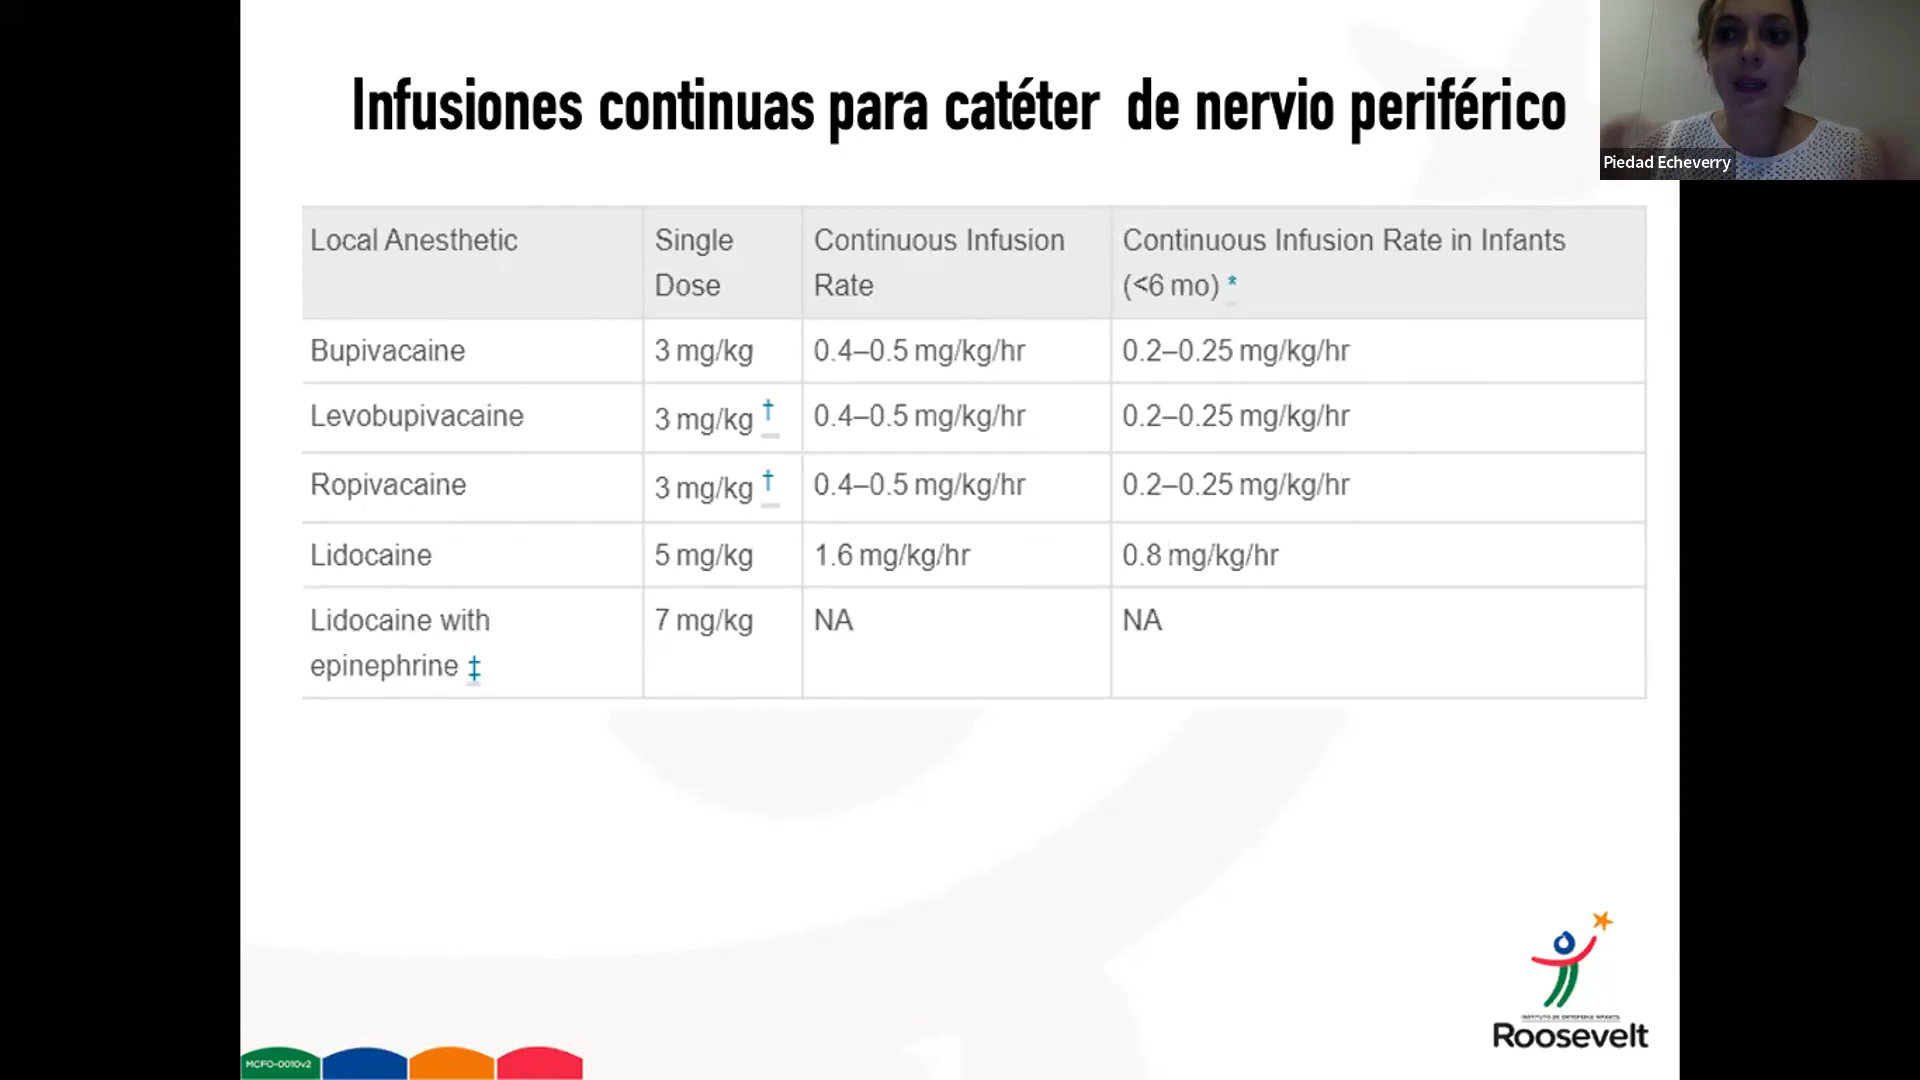 Infusiones continuas para catéter de nervio periférico
Piedad Echeverry
Local Anesthetic
Single
Dose
Continuous Infusion
Rate
Continuous Infusion Rate in Infants
(<6 mo) *
Bupivacaine
3 mg/kg
0.4–0.5 mg/kg/hr
0.2–0.25 mg/kg/hr
Levobupivacaine
3 mg/kg †
0.4–0.5 mg/kg/hr
0.2–0.25 mg/kg/hr
Ropivacaine
3 mg/kg †
0.4–0.5 mg/kg/hr
0.2–0.25 mg/kg/hr
Lidocaine
5 mg/kg
1.6 mg/kg/hr
0.8 mg/kg/hr
Lidocaine with
epinephrine ‡
7 mg/kg
NA
NA
Roosevelt
MCFO-0010v2